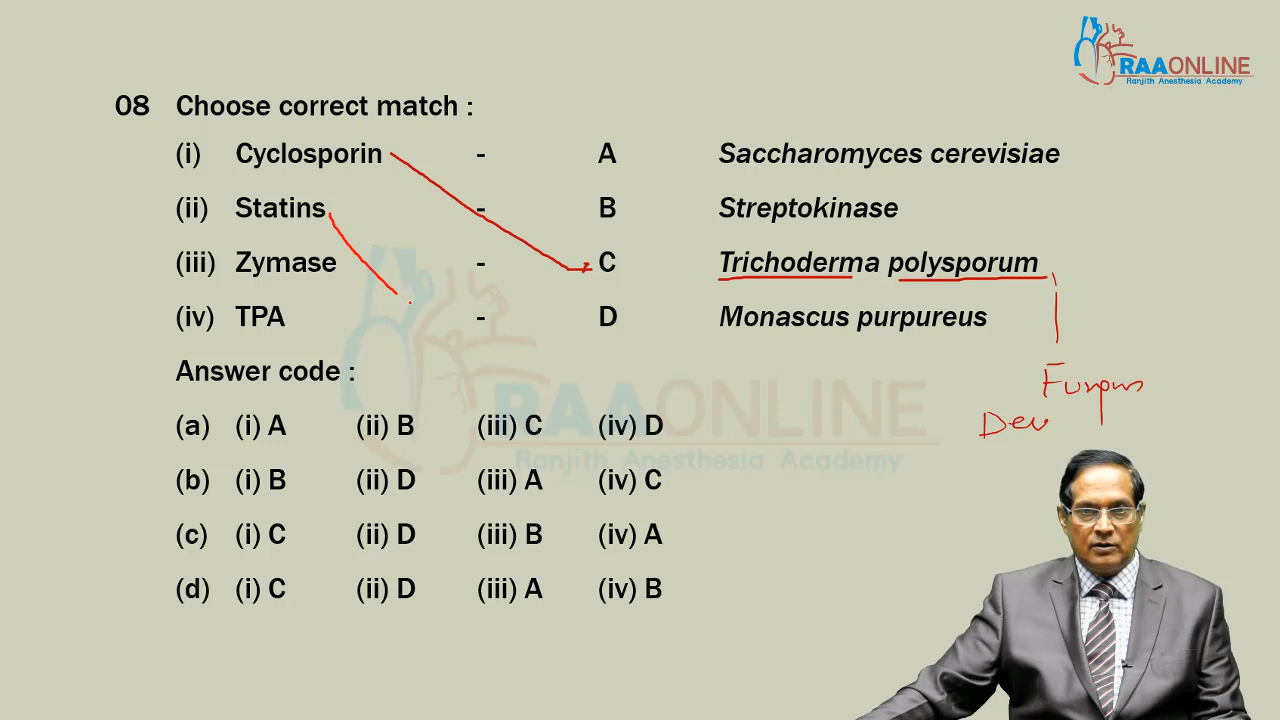 RAAONLINE
Ranjith Anesthesia Academy
08 Choose correct match :
(i) Cyclosporin - A Saccharomyces cerevisiae
(ii) Statins - B Streptokinase
(iii) Zymase - C Trichoderma polysporum
(iv) TPA - D Monascus purpureus
Answer code :
(a) (i) A (ii) B (iii) C (iv) D
(b) (i) B (ii) D (iii) A (iv) C
(c) (i) C (ii) D (iii) B (iv) A
(d) (i) C (ii) D (iii) A (iv) B
RAAONLINE
Ranjith Anesthesia Academy